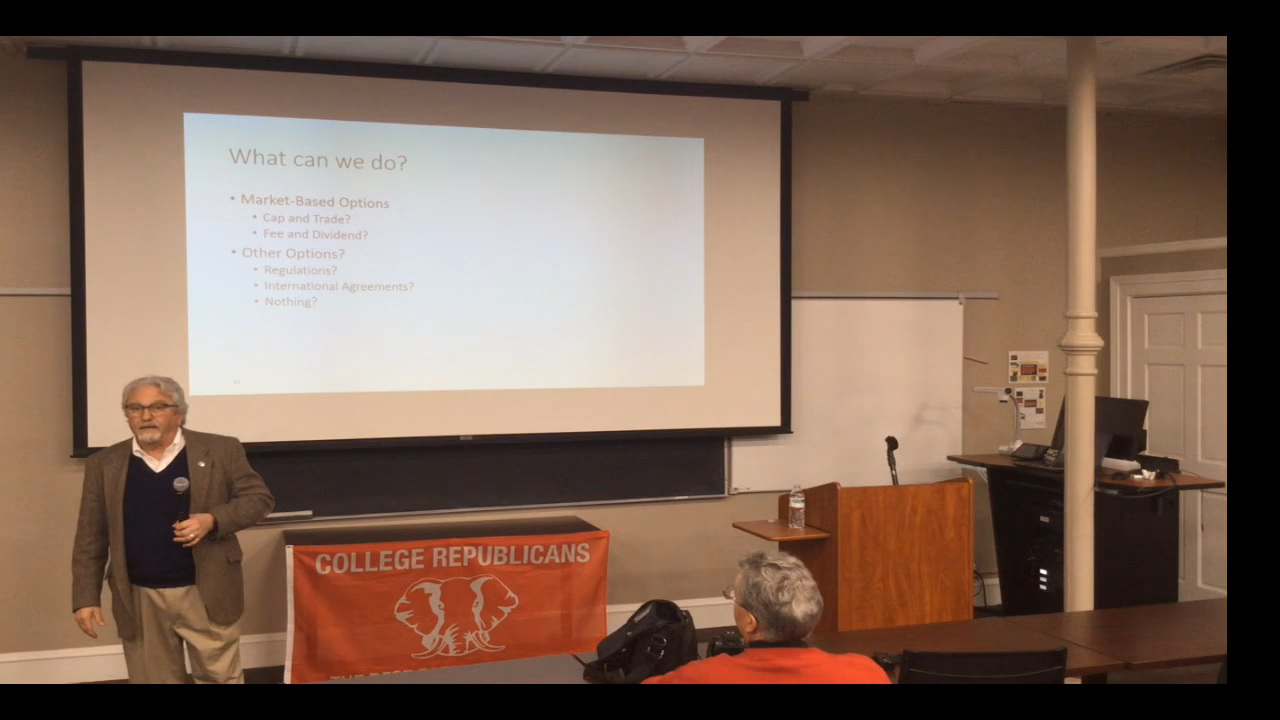 What can we do?
• Market-Based Options
• Cap and Trade?
• Fee and Dividend?
• Other Options?
• Regulations?
• International Agreements?
• Nothing?
COLLEGE REPUBLICANS